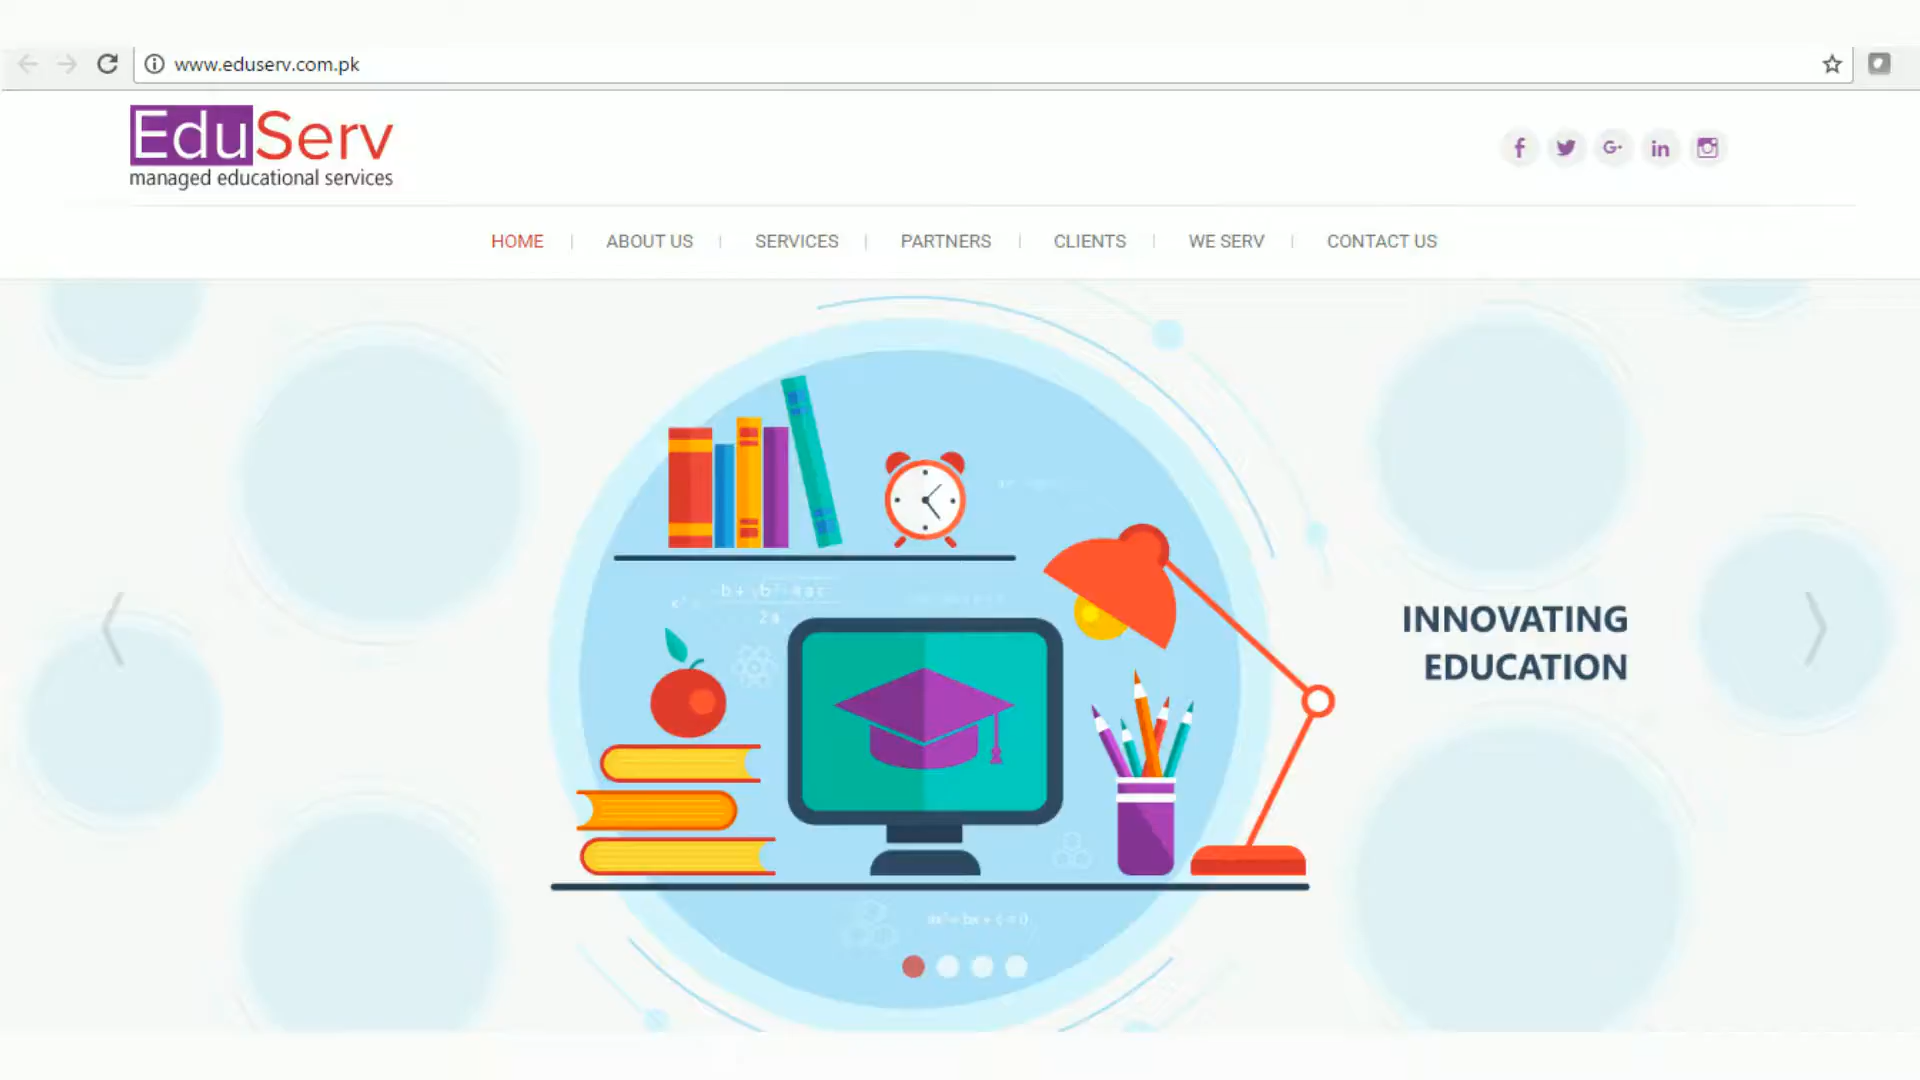 www.eduserv.com.pk
EduServ
managed educational services
HOME
ABOUT US
SERVICES
PARTNERS
CLIENTS
WE SERV
CONTACT US
INNOVATING
EDUCATION